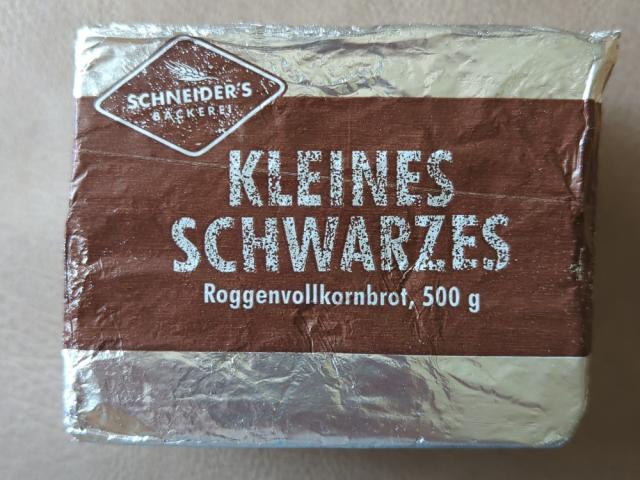 SCHNEIDER'S
BÄCKEREI
KLEINES
SCHWARZES
Roggenvollkornbrot, 500 g